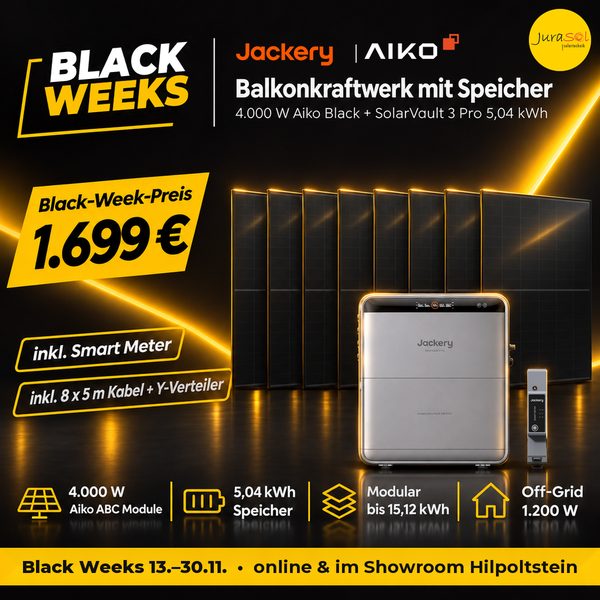 BLACK
WEEKS
Jackery | AIKO
JuraSOL
Balkonkraftwerk mit Speicher
4.000 W Aiko Black + SolarVault 3 Pro 5,04 kWh
Black-Week-Preis
1.699 €
inkl. Smart Meter
inkl. 8 x 5 m Kabel + Y-Verteiler
Jackery
Jackery
4.000 W
Aiko ABC Module
5,04 kWh
Speicher
Modular
bis 15,12 kWh
Off-Grid
1.200 W
Black Weeks 13.–30.11. • online & im Showroom Hilpoltstein